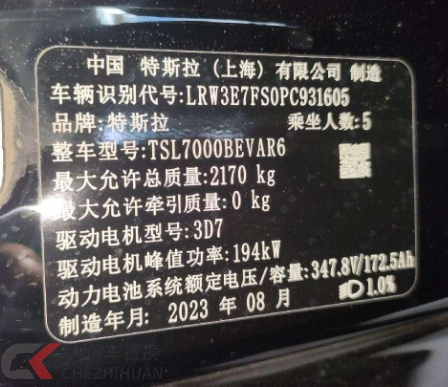 中国 特斯拉(上海)有限公司 制造
车辆识别代号:LRW3E7FS0PC931605
品牌:特斯拉 乘坐人数:5
整车型号:TSL7000BEVAR6
最大允许总质量:2170 kg
最大允许牵引质量:0 kg
驱动电机型号:3D7
驱动电机峰值功率:194kW
动力电池系统额定电压/容量:347.8V/172.5Ah
1.0%
制造年月:2023 年 08 月
CHEZHIHUAN